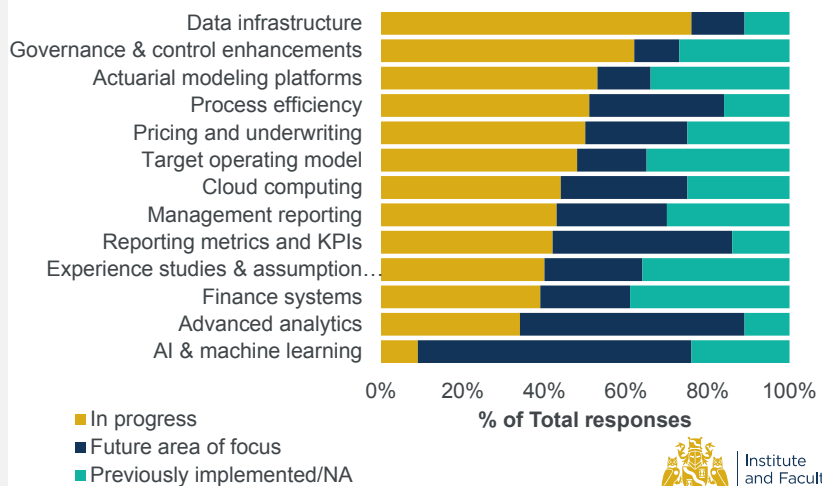 Data infrastructure
Governance & control enhancements
Actuarial modeling platforms
Process efficiency
Pricing and underwriting
Target operating model
Cloud computing
Management reporting
Reporting metrics and KPIs
Experience studies & assumption…
Finance systems
Advanced analytics
AI & machine learning
0% 20% 40% 60% 80% 100%
% of Total responses
In progress
Future area of focus
Previously implemented/NA
Institute
and Facult